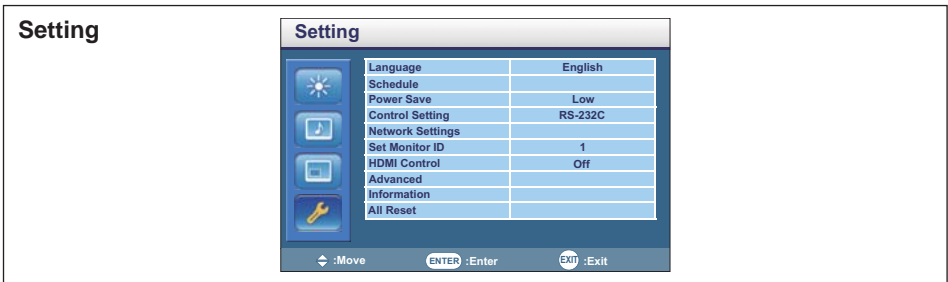 Setting
Setting
Language English
Schedule
Power Save Low
Control Setting RS-232C
Network Settings
Set Monitor ID 1
HDMI Control Off
Advanced
Information
All Reset
:Move ENTER :Enter EXIT :Exit